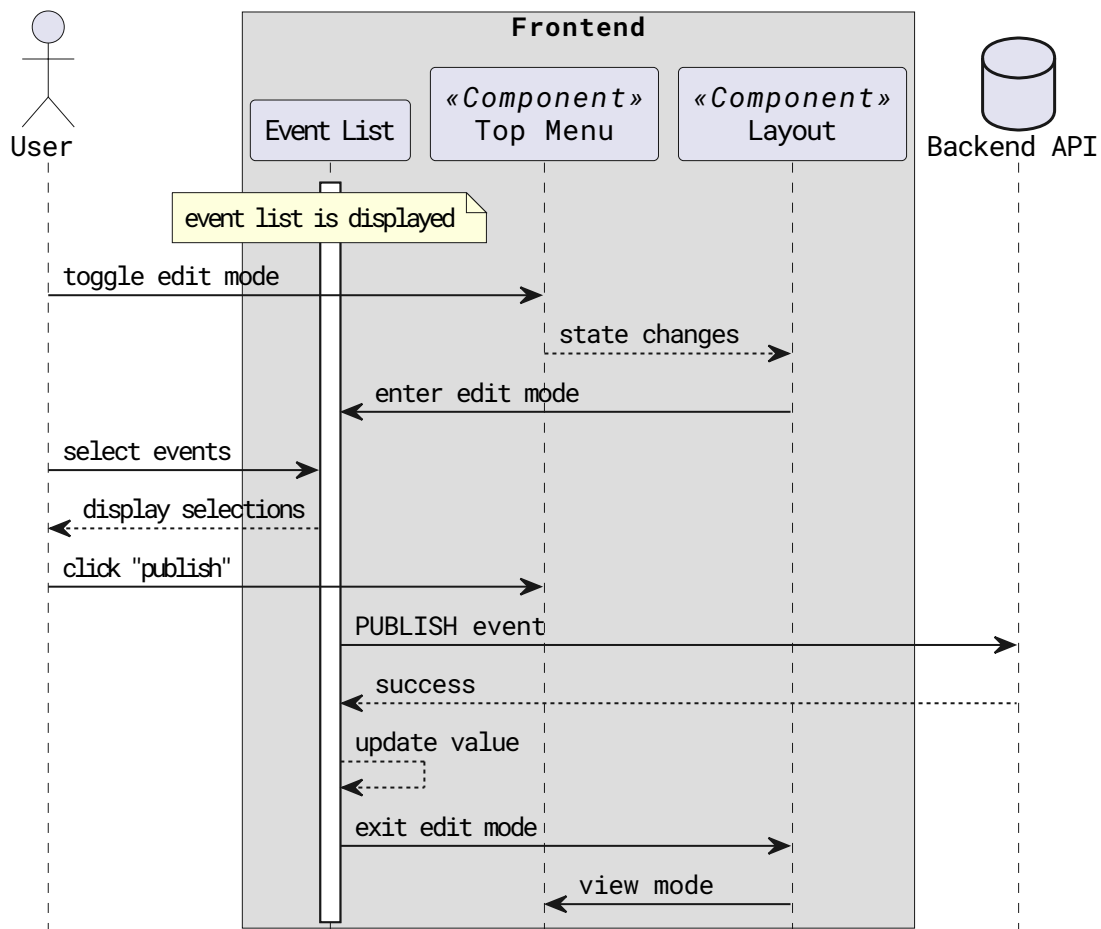 Frontend
«Component»
«Component»
Event List
Top Menu
Layout
User
Backend API
event list is displayed
toggle edit mode
state changes
enter edit mode
select events
display selections
click "publish"
PUBLISH event
success
update value
exit edit mode
view mode